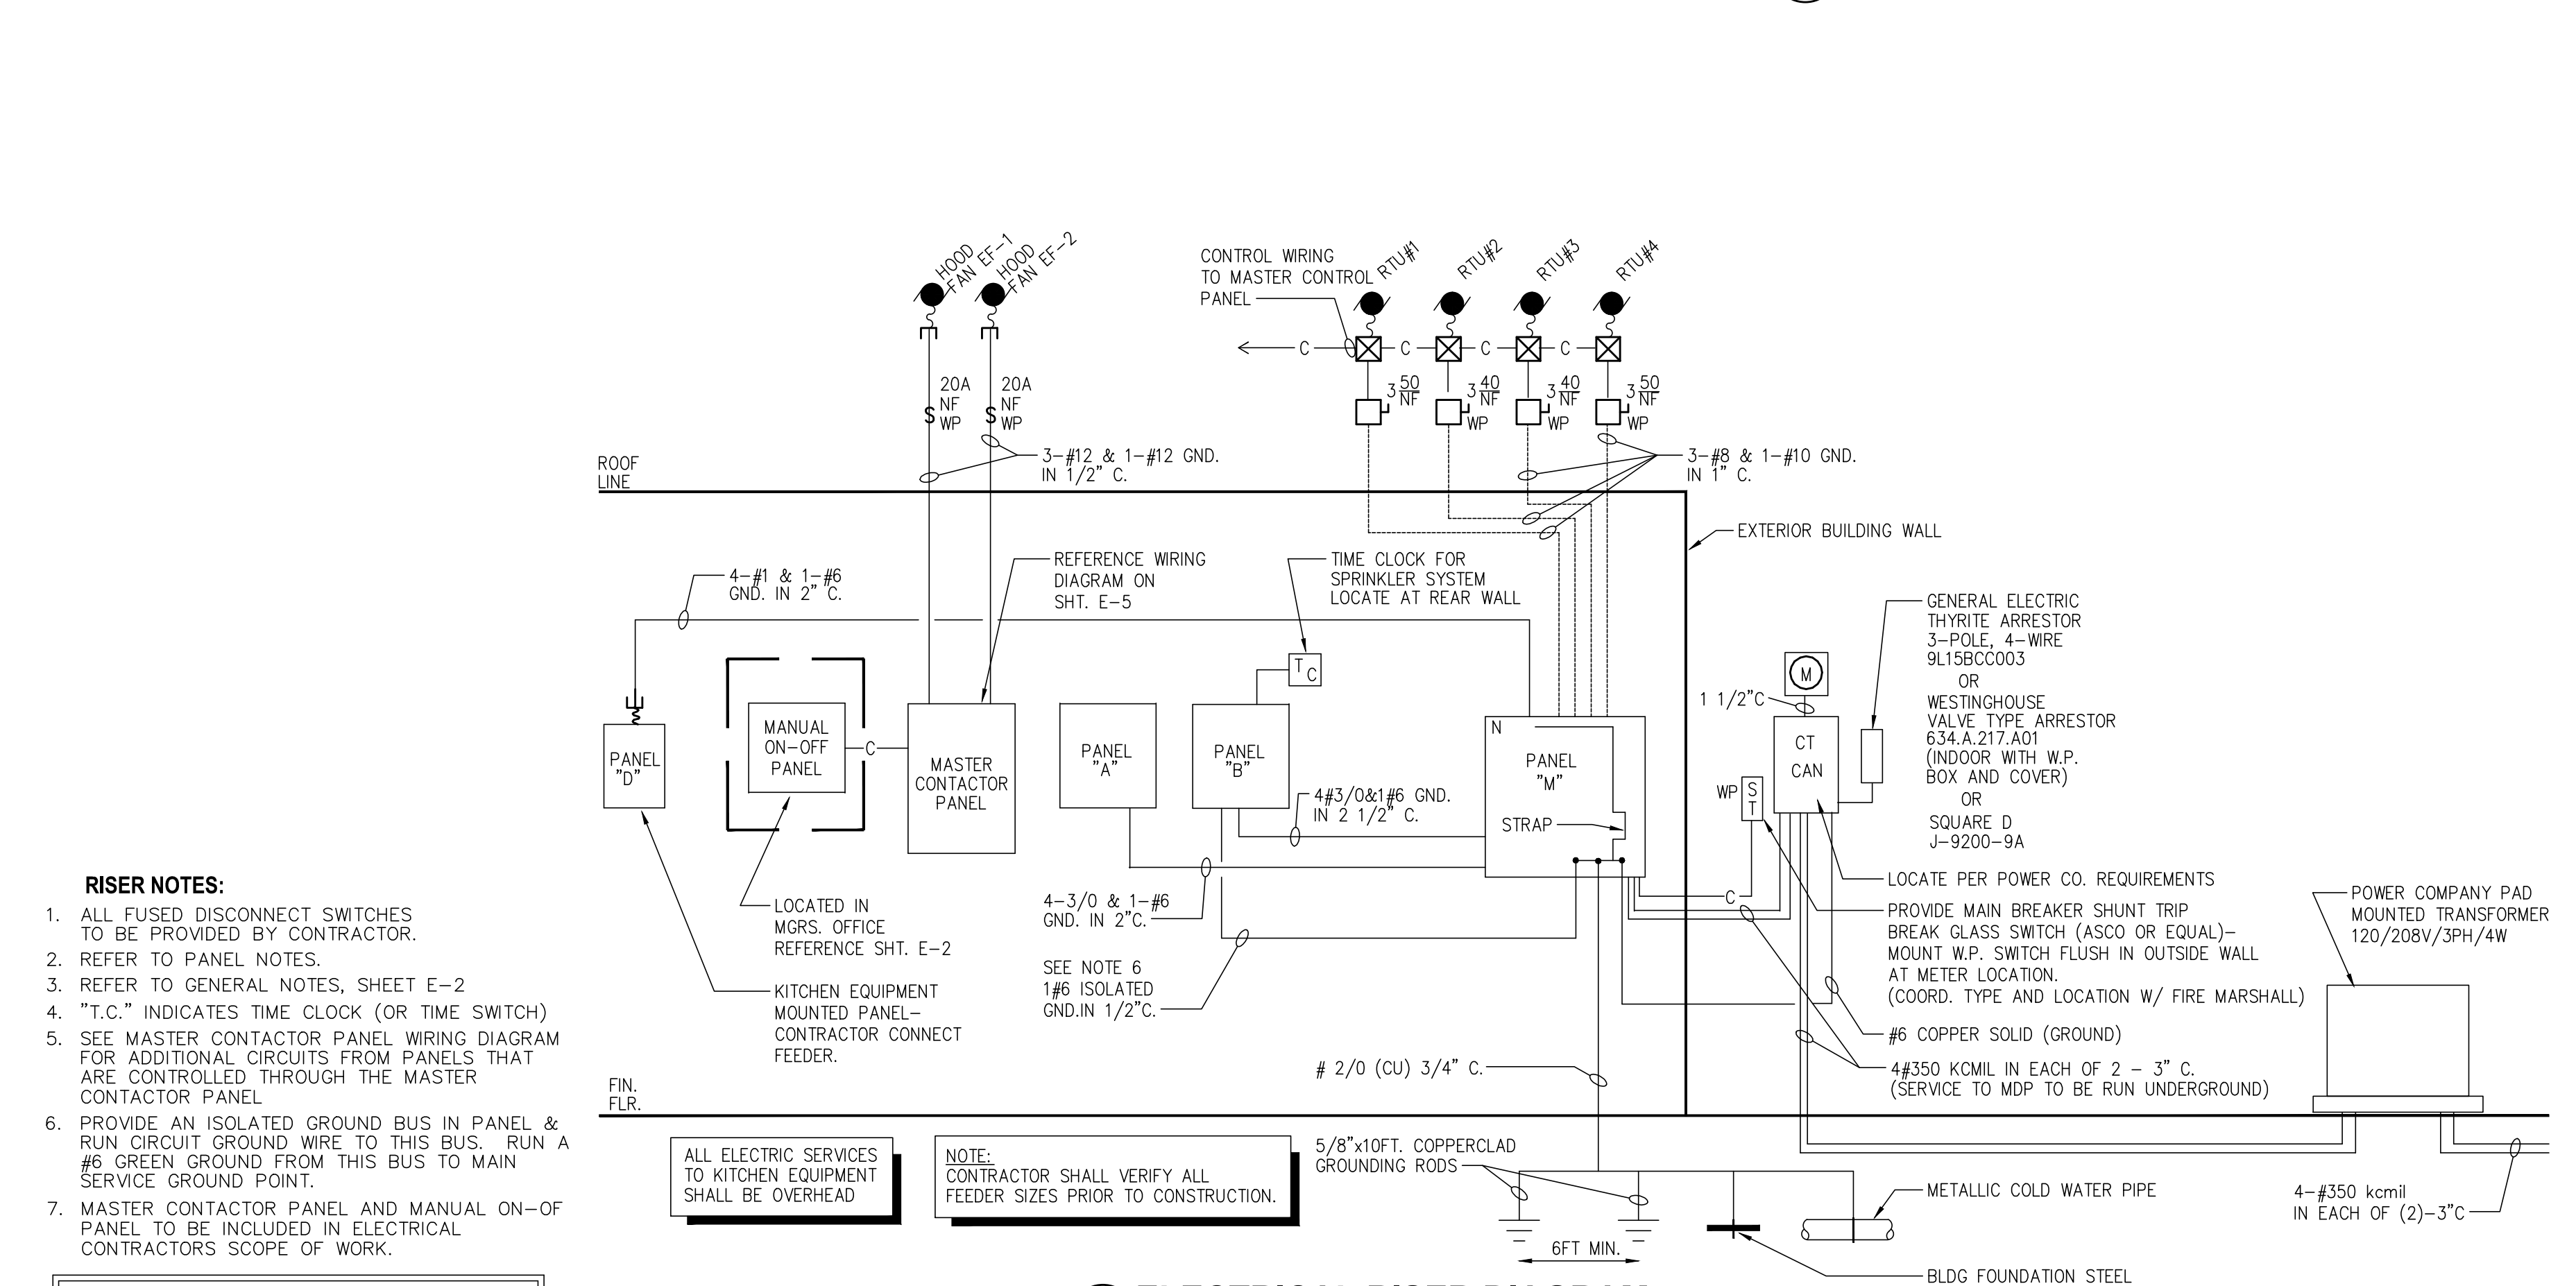 HOOD
FAN EF-1
HOOD
FAN EF-2
CONTROL WIRING
TO MASTER CONTROL
PANEL
RTU#1
RTU#2
RTU#3
RTU#4
C
C
C
C
20A
NF
WP
S
20A
NF
WP
S
3 50
NF
3 40
NF
WP
3 40
NF
WP
3 50
NF
WP
ROOF
LINE
3-#12 & 1-#12 GND.
IN 1/2" C.
3-#8 & 1-#10 GND.
IN 1" C.
EXTERIOR BUILDING WALL
4-#1 & 1-#6
GND. IN 2" C.
REFERENCE WIRING
DIAGRAM ON
SHT. E-5
TIME CLOCK FOR
SPRINKLER SYSTEM
LOCATE AT REAR WALL
GENERAL ELECTRIC
THYRITE ARRESTOR
3-POLE, 4-WIRE
9L15BCC003
OR
WESTINGHOUSE
VALVE TYPE ARRESTOR
634.A.217.A01
(INDOOR WITH W.P.
BOX AND COVER)
OR
SQUARE D
J-9200-9A
T C
M
1 1/2"C
CT
CAN
WP
S
T
PANEL
"D"
MANUAL
ON-OFF
PANEL
C
MASTER
CONTACTOR
PANEL
PANEL
"A"
PANEL
"B"
N
PANEL
"M"
STRAP
4#3/0&1#6 GND.
IN 2 1/2" C.
4-3/0 & 1-#6
GND. IN 2"C.
SEE NOTE 6
1#6 ISOLATED
GND.IN 1/2"C.
C
LOCATED IN
MGRS. OFFICE
REFERENCE SHT. E-2
KITCHEN EQUIPMENT
MOUNTED PANEL-
CONTRACTOR CONNECT
FEEDER.
LOCATE PER POWER CO. REQUIREMENTS
PROVIDE MAIN BREAKER SHUNT TRIP
BREAK GLASS SWITCH (ASCO OR EQUAL)-
MOUNT W.P. SWITCH FLUSH IN OUTSIDE WALL
AT METER LOCATION.
(COORD. TYPE AND LOCATION W/ FIRE MARSHALL)
#6 COPPER SOLID (GROUND)
4#350 KCMIL IN EACH OF 2 - 3" C.
(SERVICE TO MDP TO BE RUN UNDERGROUND)
POWER COMPANY PAD
MOUNTED TRANSFORMER
120/208V/3PH/4W
# 2/0 (CU) 3/4" C.
FIN.
FLR.
RISER NOTES:
1. ALL FUSED DISCONNECT SWITCHES
TO BE PROVIDED BY CONTRACTOR.
2. REFER TO PANEL NOTES.
3. REFER TO GENERAL NOTES, SHEET E-2
4. "T.C." INDICATES TIME CLOCK (OR TIME SWITCH)
5. SEE MASTER CONTACTOR PANEL WIRING DIAGRAM
FOR ADDITIONAL CIRCUITS FROM PANELS THAT
ARE CONTROLLED THROUGH THE MASTER
CONTACTOR PANEL
6. PROVIDE AN ISOLATED GROUND BUS IN PANEL &
RUN CIRCUIT GROUND WIRE TO THIS BUS. RUN A
#6 GREEN GROUND FROM THIS BUS TO MAIN
SERVICE GROUND POINT.
7. MASTER CONTACTOR PANEL AND MANUAL ON-OF
PANEL TO BE INCLUDED IN ELECTRICAL
CONTRACTORS SCOPE OF WORK.
ALL ELECTRIC SERVICES
TO KITCHEN EQUIPMENT
SHALL BE OVERHEAD
NOTE:
CONTRACTOR SHALL VERIFY ALL
FEEDER SIZES PRIOR TO CONSTRUCTION.
5/8"x10FT. COPPERCLAD
GROUNDING RODS
6FT MIN.
METALLIC COLD WATER PIPE
BLDG FOUNDATION STEEL
4-#350 kcmil
IN EACH OF (2)-3"C
ELECTRICAL RISER DIAGRAM